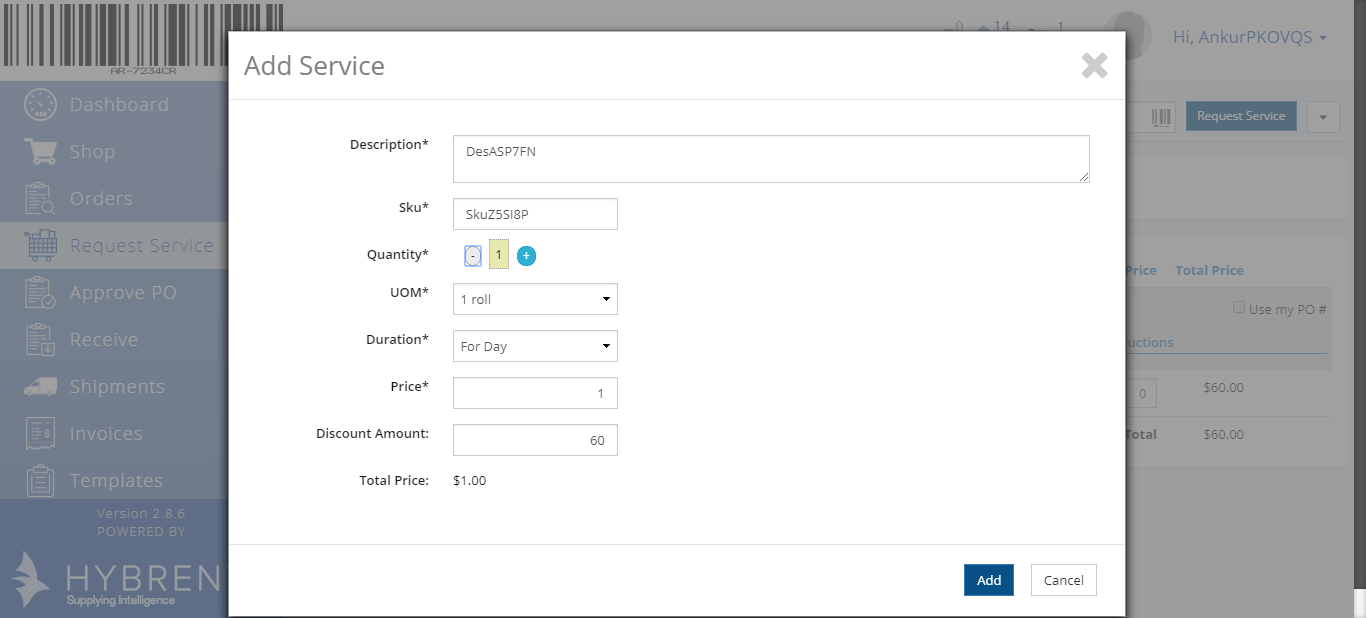 AR-7234CR
14
1
Hi, AnkurPKOVQS
Dashboard
Shop
Orders
Request Service
Approve PO
Receive
Shipments
Invoices
Templates
Version 2.8.6
POWERED BY
HYBREN
Supplying Intelligence
Add Service
Description*
DesASP7FN
Sku*
SkuZ5SI8P
Quantity*
- 1 +
UOM*
1 roll
Duration*
For Day
Price*
1
Discount Amount:
60
Total Price:
$1.00
Add
Cancel
Request Service
Price
Total Price
Use my PO #
uctions
0
$60.00
Total
$60.00